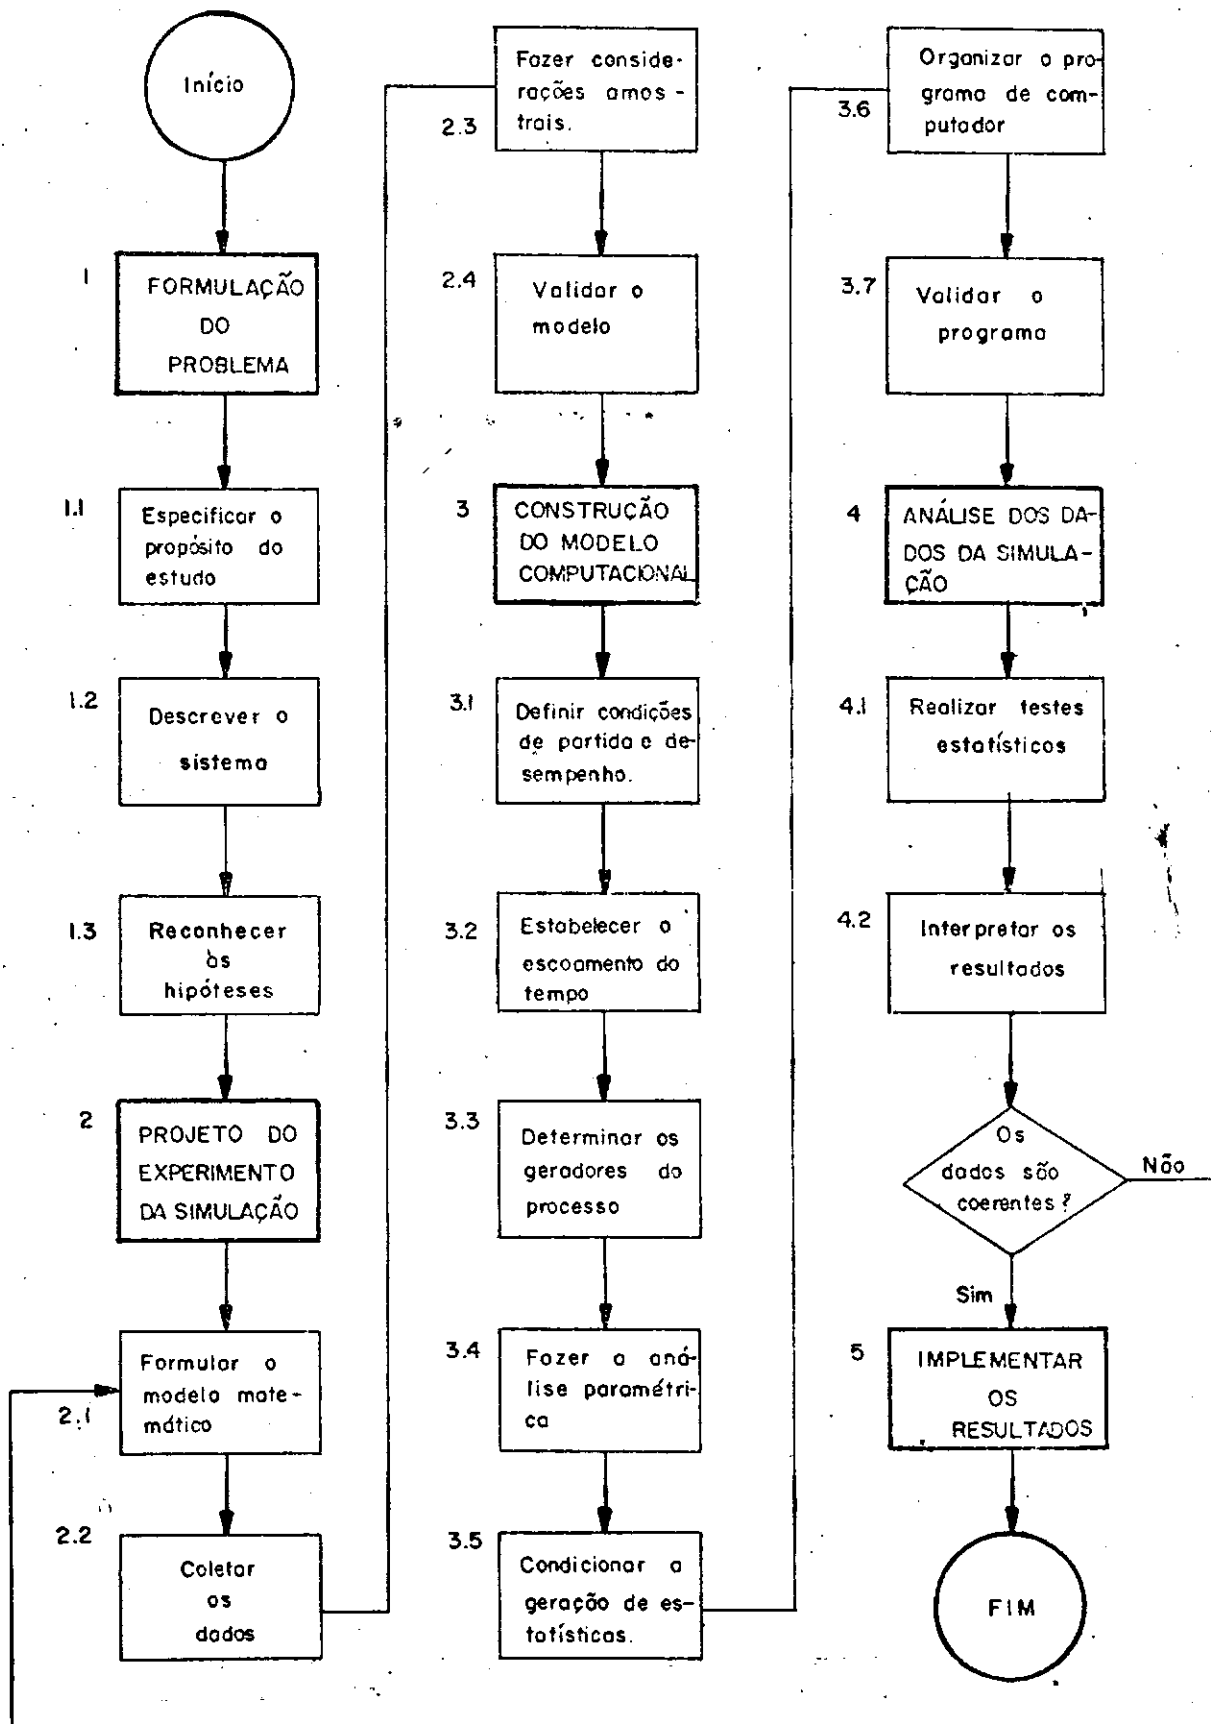 Início
1
FORMULAÇÃO
DO
PROBLEMA
1.1
Especificar o
propósito do
estudo
1.2
Descrever o
sistema
1.3
Reconhecer
as
hipóteses
2
PROJETO DO
EXPERIMENTO
DA SIMULAÇÃO
2.1
Formular o
modelo mate-
mático
2.2
Coletar
os
dados
2.3
Fazer conside-
rações amos-
trais.
2.4
Validar o
modelo
3
CONSTRUÇÃO
DO MODELO
COMPUTACIONAL
3.1
Definir condições
de partida e de-
sempenho.
3.2
Estabelecer o
escoamento do
tempo
3.3
Determinar os
geradores do
processo
3.4
Fazer a aná-
lise paramétri-
ca
3.5
Condicionar a
geração de es-
tatísticas.
3.6
Organizar o pro-
grama de com-
putador
3.7
Validar o
programa
4
ANÁLISE DOS DA-
DOS DA SIMULA-
ÇÃO
4.1
Realizar testes
estatísticos
4.2
Interpretar os
resultados
Os
dados são
coerentes?
Não
Sim
5
IMPLEMENTAR
OS
RESULTADOS
FIM